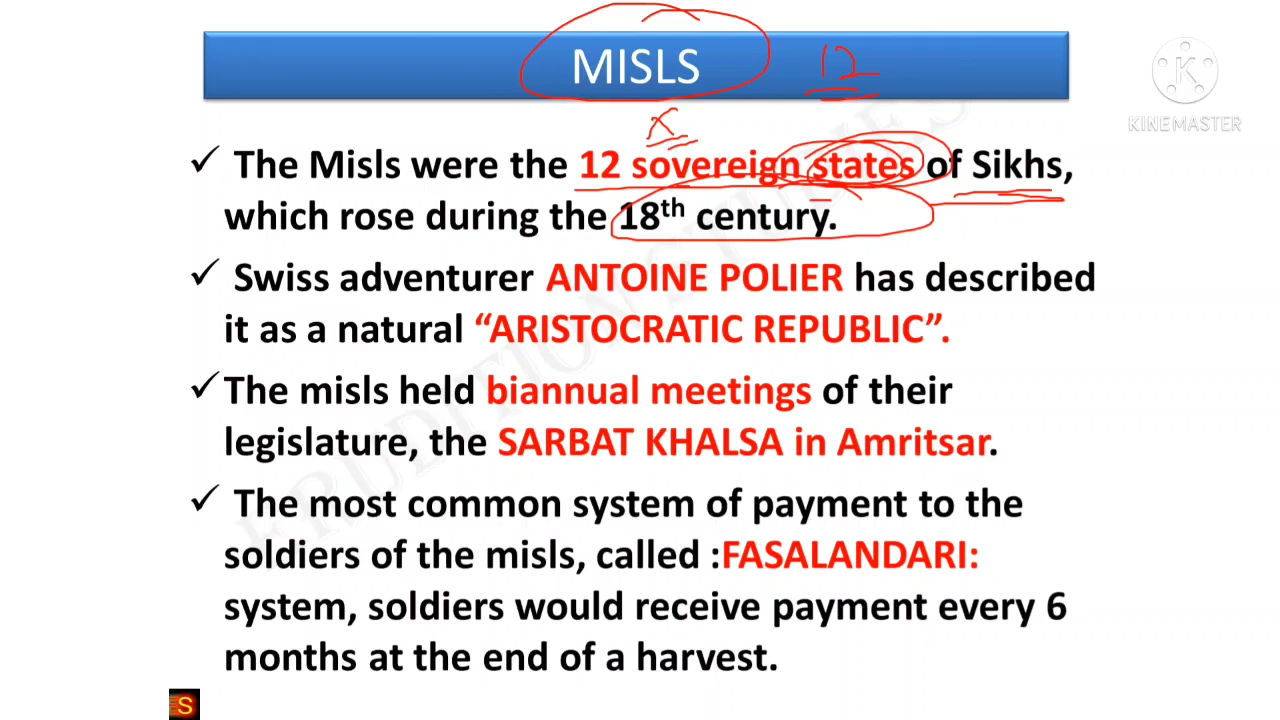 MISLS
12
K
KINEMASTER
x
✓ The Misls were the 12 sovereign states of Sikhs,
which rose during the 18th century.
✓ Swiss adventurer ANTOINE POLIER has described
it as a natural “ARISTOCRATIC REPUBLIC”.
✓ The misls held biannual meetings of their
legislature, the SARBAT KHALSA in Amritsar.
✓ The most common system of payment to the
soldiers of the misls, called :FASALANDARI:
system, soldiers would receive payment every 6
months at the end of a harvest.
ERUDITION STUDIES
S